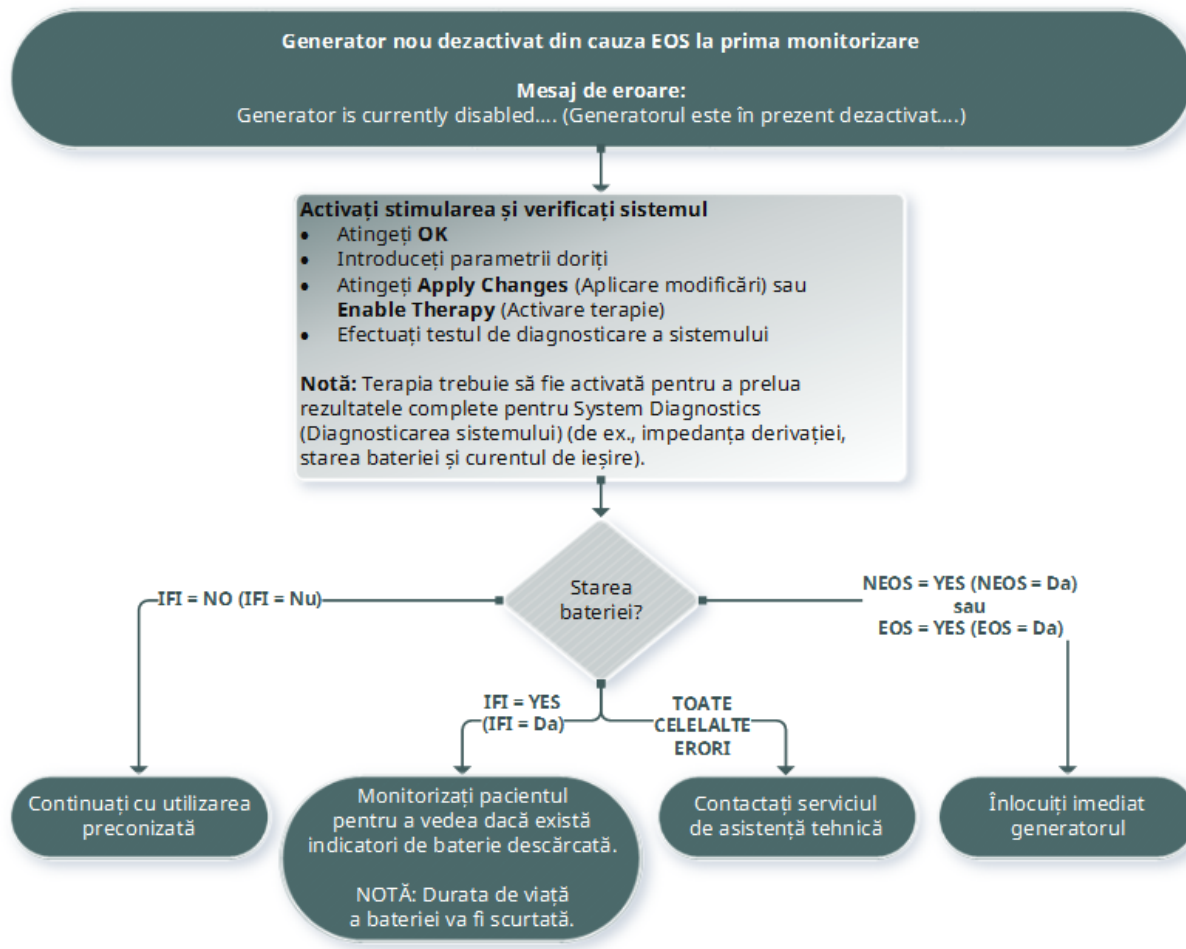 Generator nou dezactivat din cauza EOS la prima monitorizare
Mesaj de eroare:
Generator is currently disabled.... (Generatorul este în prezent dezactivat....)
Activați stimularea și verificați sistemul
• Atingeți OK
• Introduceți parametrii doriți
• Atingeți Apply Changes (Aplicare modificări) sau
Enable Therapy (Activare terapie)
• Efectuați testul de diagnosticare a sistemului
Notă: Terapia trebuie să fie activată pentru a prelua
rezultatele complete pentru System Diagnostics
(Diagnosticarea sistemului) (de ex., impedanța derivației,
starea bateriei și curentul de ieșire).
Starea
bateriei?
IFI = NO (IFI = Nu)
NEOS = YES (NEOS = Da)
sau
EOS = YES (EOS = Da)
IFI = YES
(IFI = Da)
TOATE
CELELALTE
ERORI
Continuați cu utilizarea
preconizată
Monitorizați pacientul
pentru a vedea dacă există
indicatori de baterie descărcată.
NOTĂ: Durata de viață
a bateriei va fi scurtată.
Contactați serviciul
de asistență tehnică
Înlocuiți imediat
generatorul